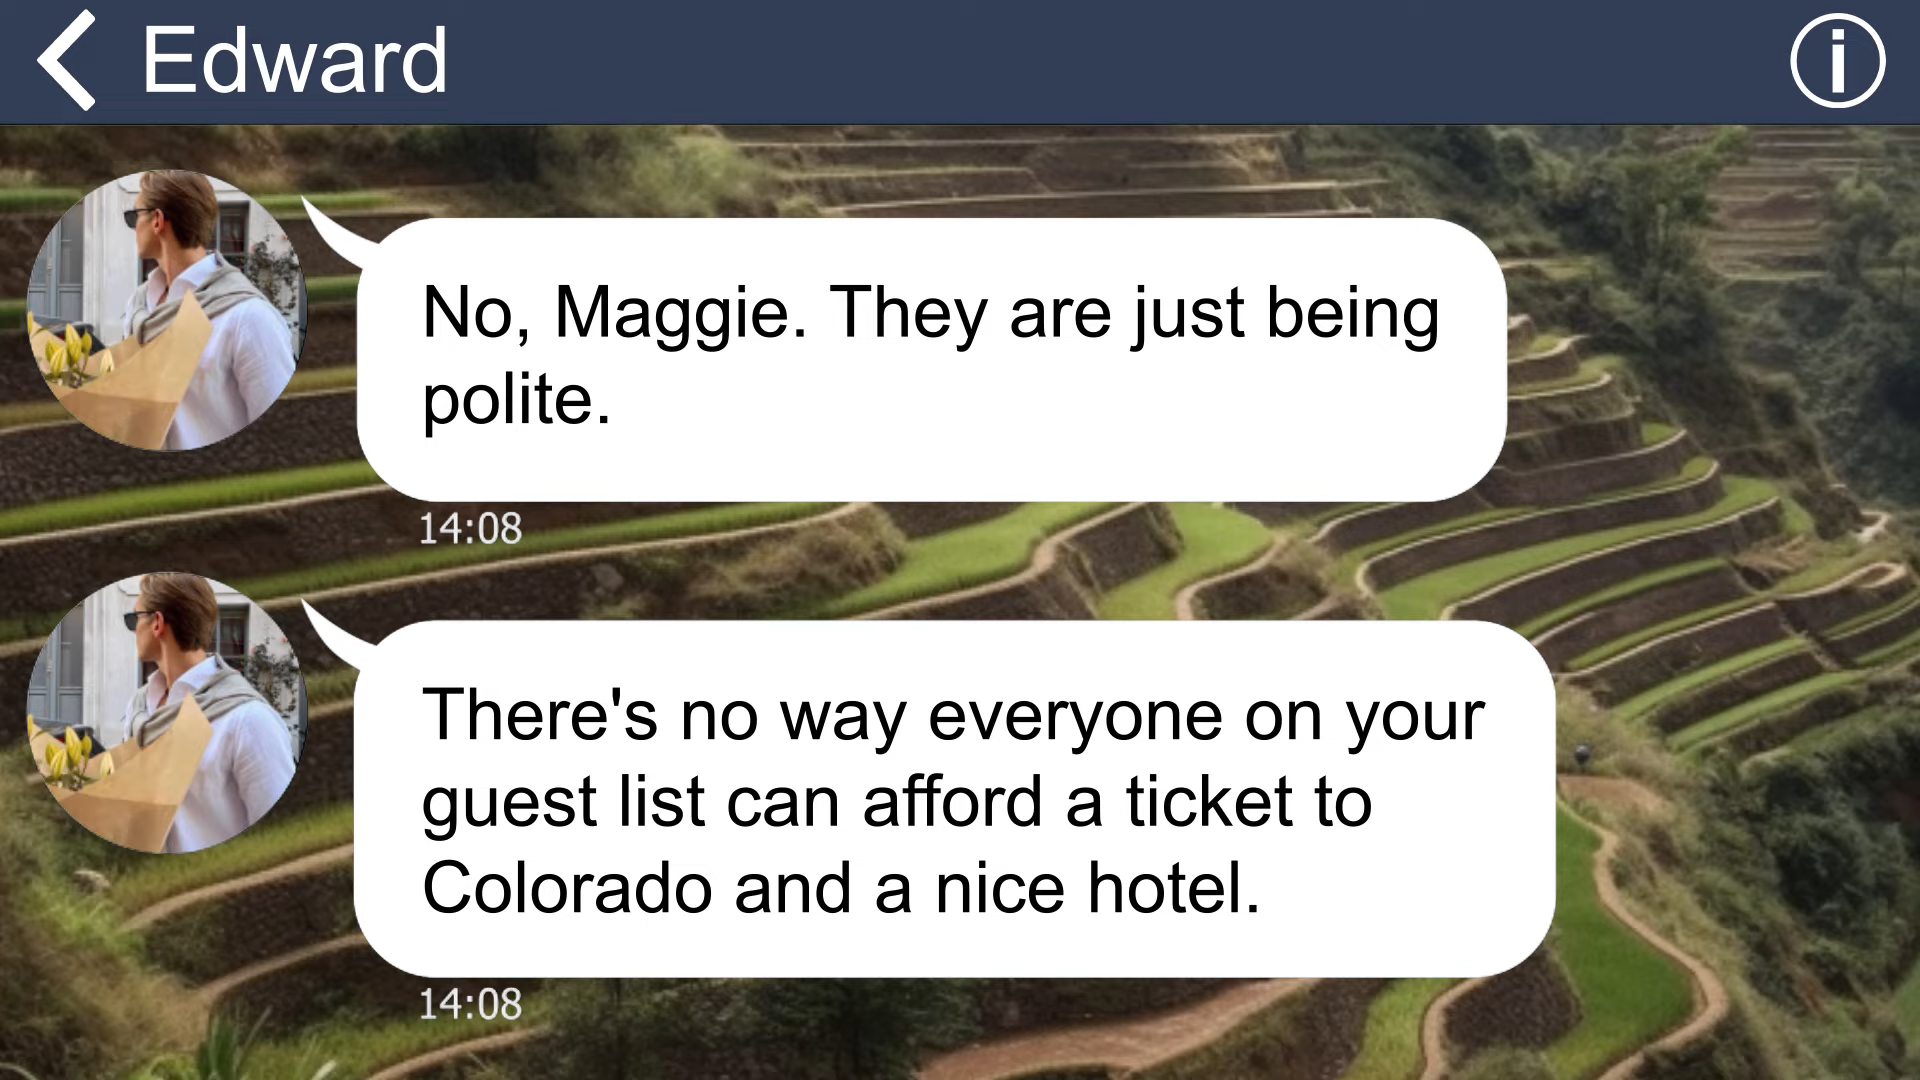 Edward
No, Maggie. They are just being
polite.
14:08
There's no way everyone on your
guest list can afford a ticket to
Colorado and a nice hotel.
14:08